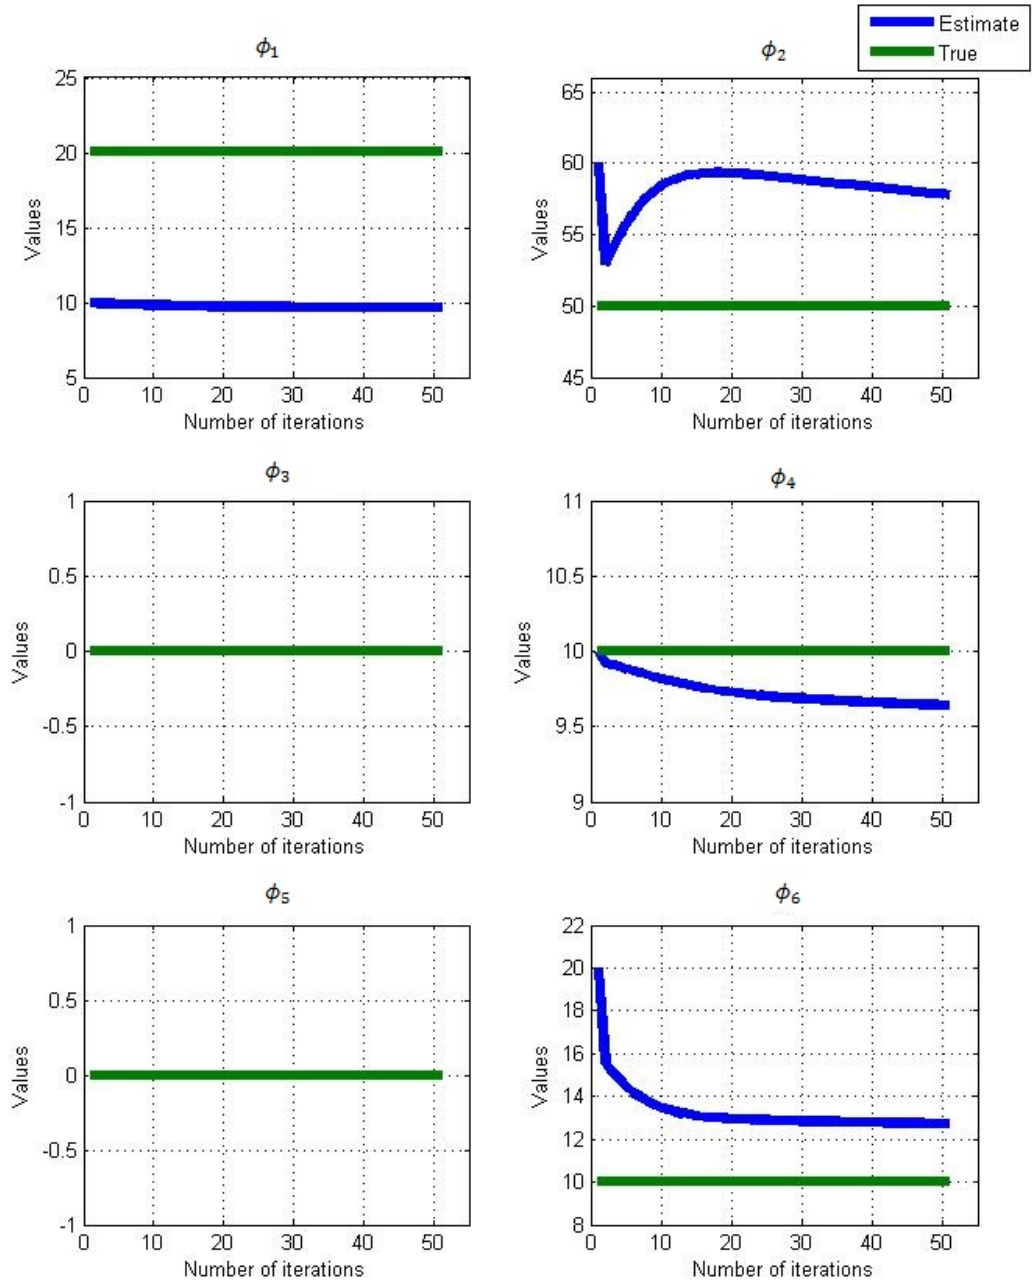 Estimate
True
ϕ₁
25
20
15
10
5
Values
0 10 20 30 40 50
Number of iterations
ϕ₂
65
60
55
50
45
Values
0 10 20 30 40 50
Number of iterations
ϕ₃
1
0.5
0
-0.5
-1
Values
0 10 20 30 40 50
Number of iterations
ϕ₄
11
10.5
10
9.5
9
Values
0 10 20 30 40 50
Number of iterations
ϕ₅
1
0.5
0
-0.5
-1
Values
0 10 20 30 40 50
Number of iterations
ϕ₆
22
20
18
16
14
12
10
8
Values
0 10 20 30 40 50
Number of iterations